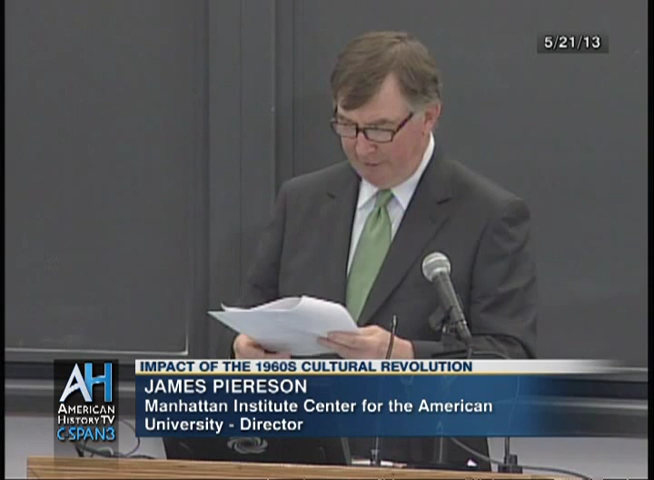 5/21/13
IMPACT OF THE 1960S CULTURAL REVOLUTION
JAMES PIERESON
Manhattan Institute Center for the American
University - Director
AH
AMERICAN
HISTORY TV
C-SPAN3